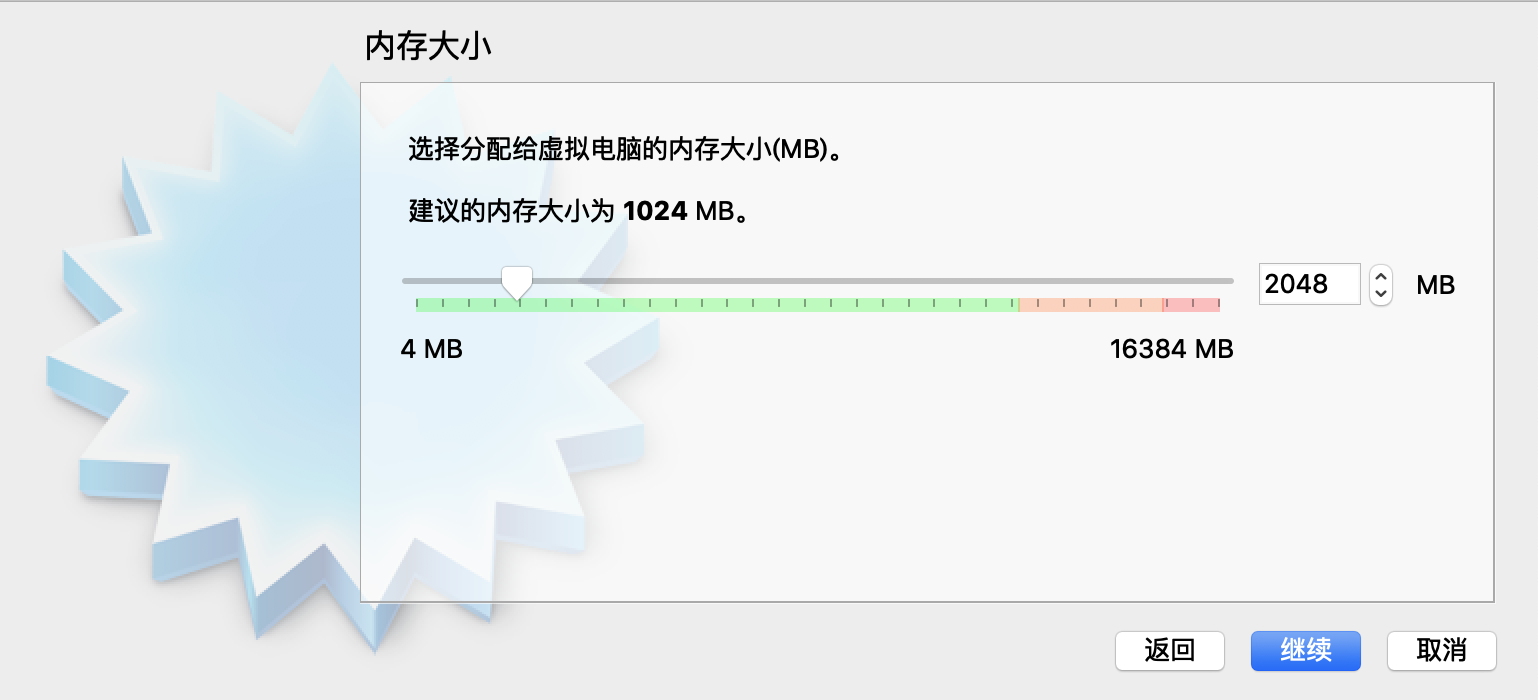 内存大小
选择分配给虚拟电脑的内存大小(MB)。
建议的内存大小为 1024 MB。
2048 MB
4 MB 16384 MB
返回 继续 取消